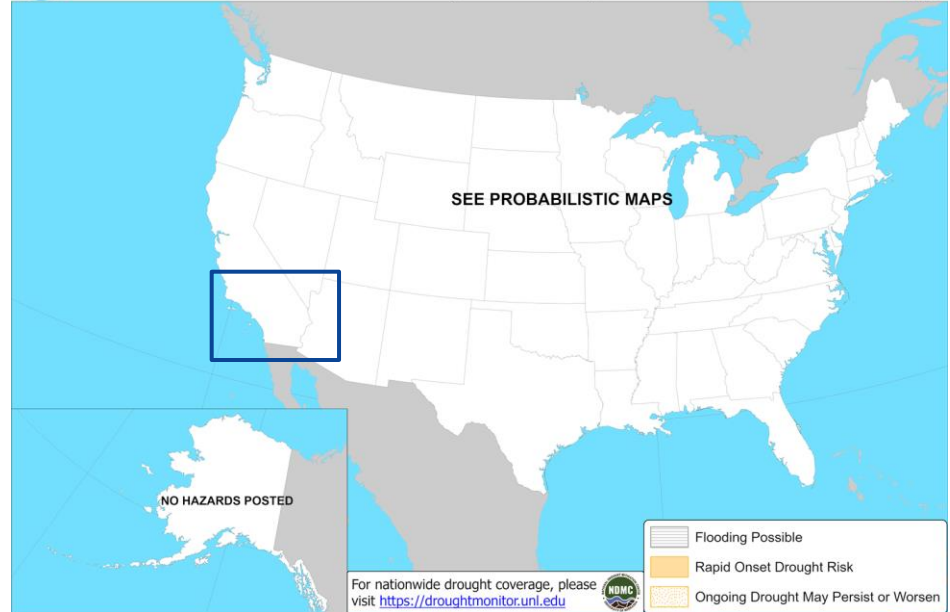 SEE PROBABILISTIC MAPS
NO HAZARDS POSTED
For nationwide drought coverage, please
visit https://droughtmonitor.unl.edu
NDMC
Flooding Possible
Rapid Onset Drought Risk
Ongoing Drought May Persist or Worsen